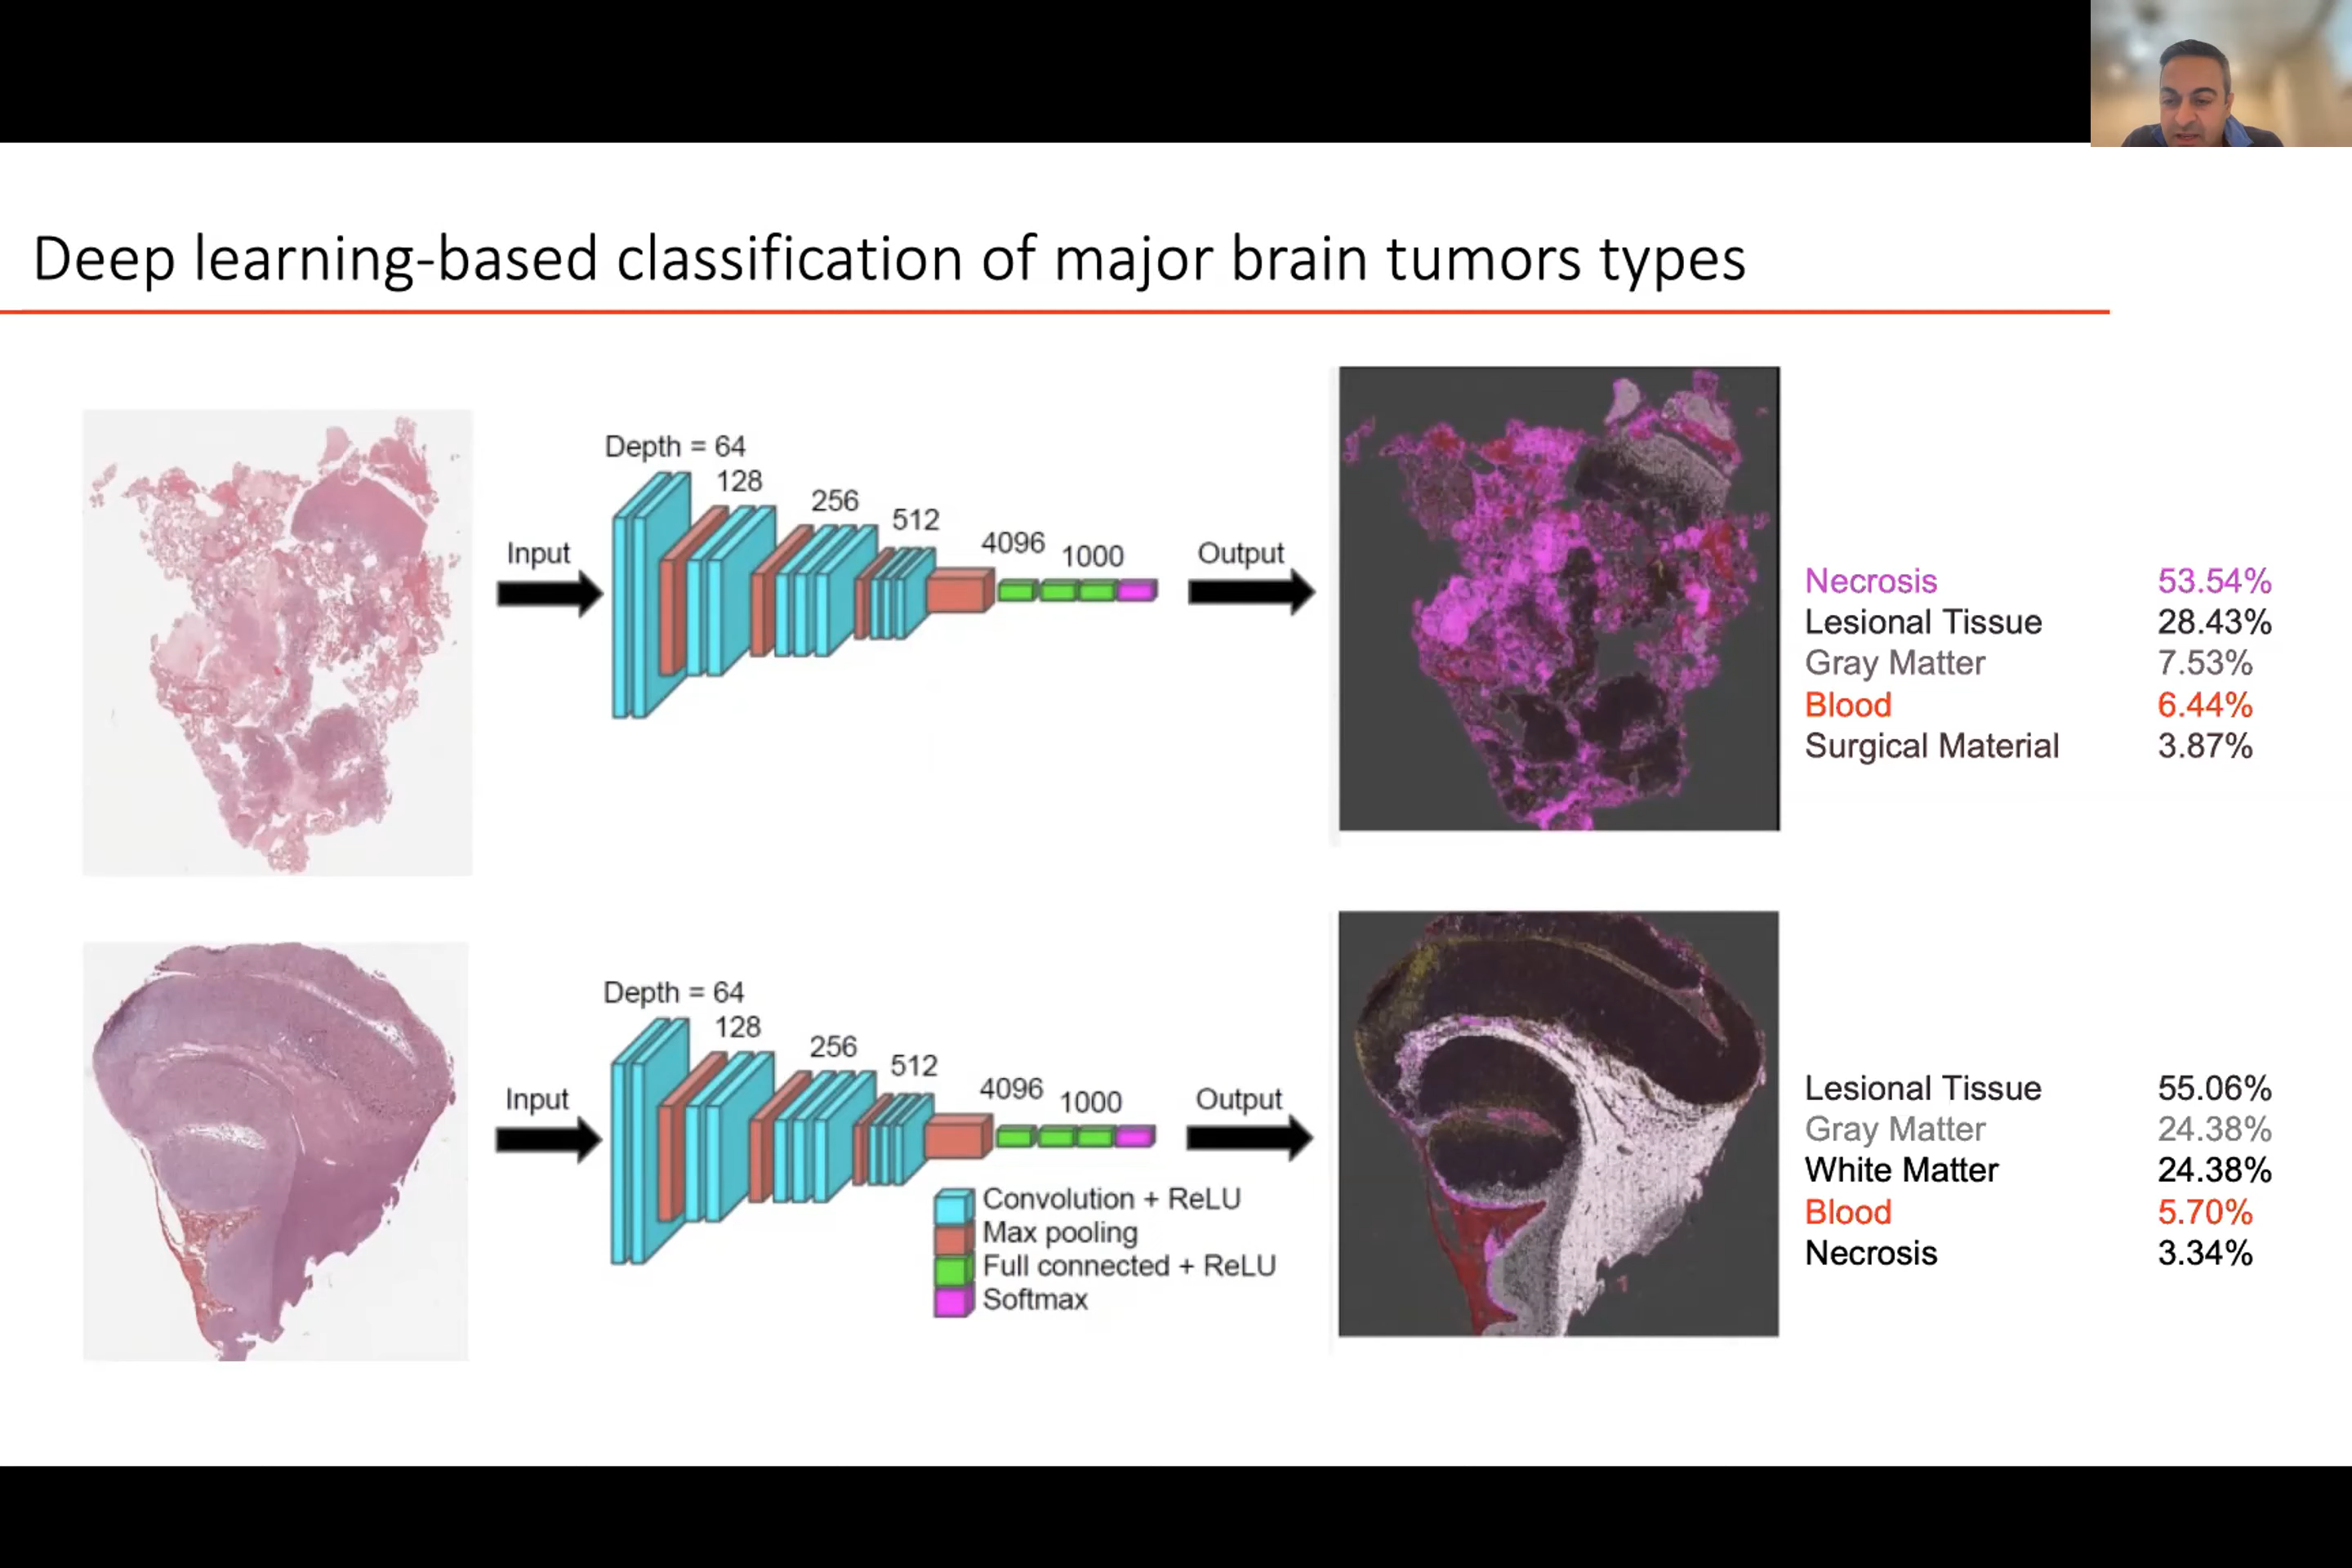 Deep learning-based classification of major brain tumors types
Depth = 64
128
256
512
4096
1000
Input
Output
Necrosis 53.54%
Lesional Tissue 28.43%
Gray Matter 7.53%
Blood 6.44%
Surgical Material 3.87%
Depth = 64
128
256
512
4096
1000
Input
Output
Convolution + ReLU
Max pooling
Full connected + ReLU
Softmax
Lesional Tissue 55.06%
Gray Matter 24.38%
White Matter 24.38%
Blood 5.70%
Necrosis 3.34%